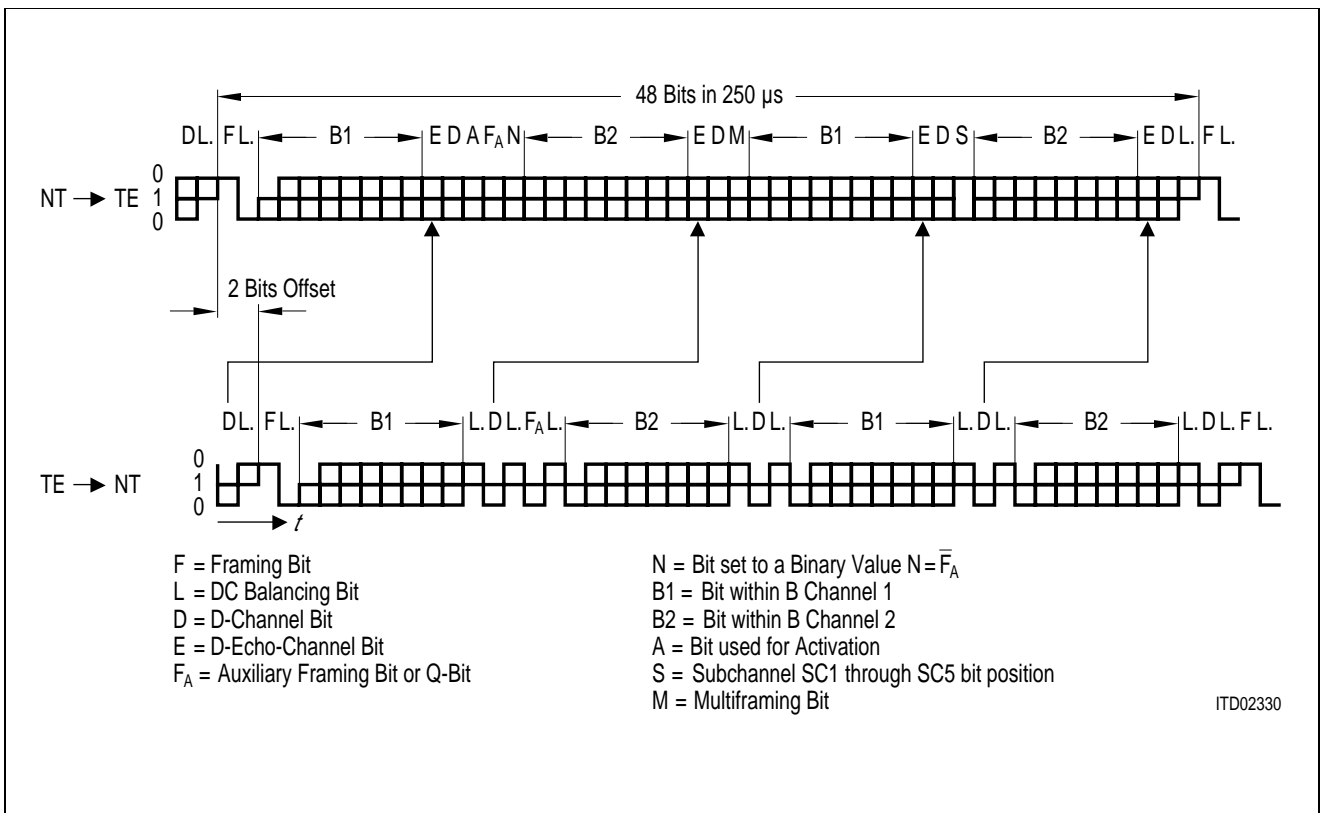 48 Bits in 250 µs
D L. F L. B1 E D A F_A N B2 E D M B1 E D S B2 E D L. F L.
0
NT → TE 1
0
2 Bits Offset
D L. F L. B1 L. D L. F_A L. B2 L. D L. B1 L. D L. B2 L. D L. F L.
0
TE → NT 1
0
t
F = Framing Bit
L = DC Balancing Bit
D = D-Channel Bit
E = D-Echo-Channel Bit
F_A = Auxiliary Framing Bit or Q-Bit
N = Bit set to a Binary Value N = F̅_A
B1 = Bit within B Channel 1
B2 = Bit within B Channel 2
A = Bit used for Activation
S = Subchannel SC1 through SC5 bit position
M = Multiframing Bit
ITD02330